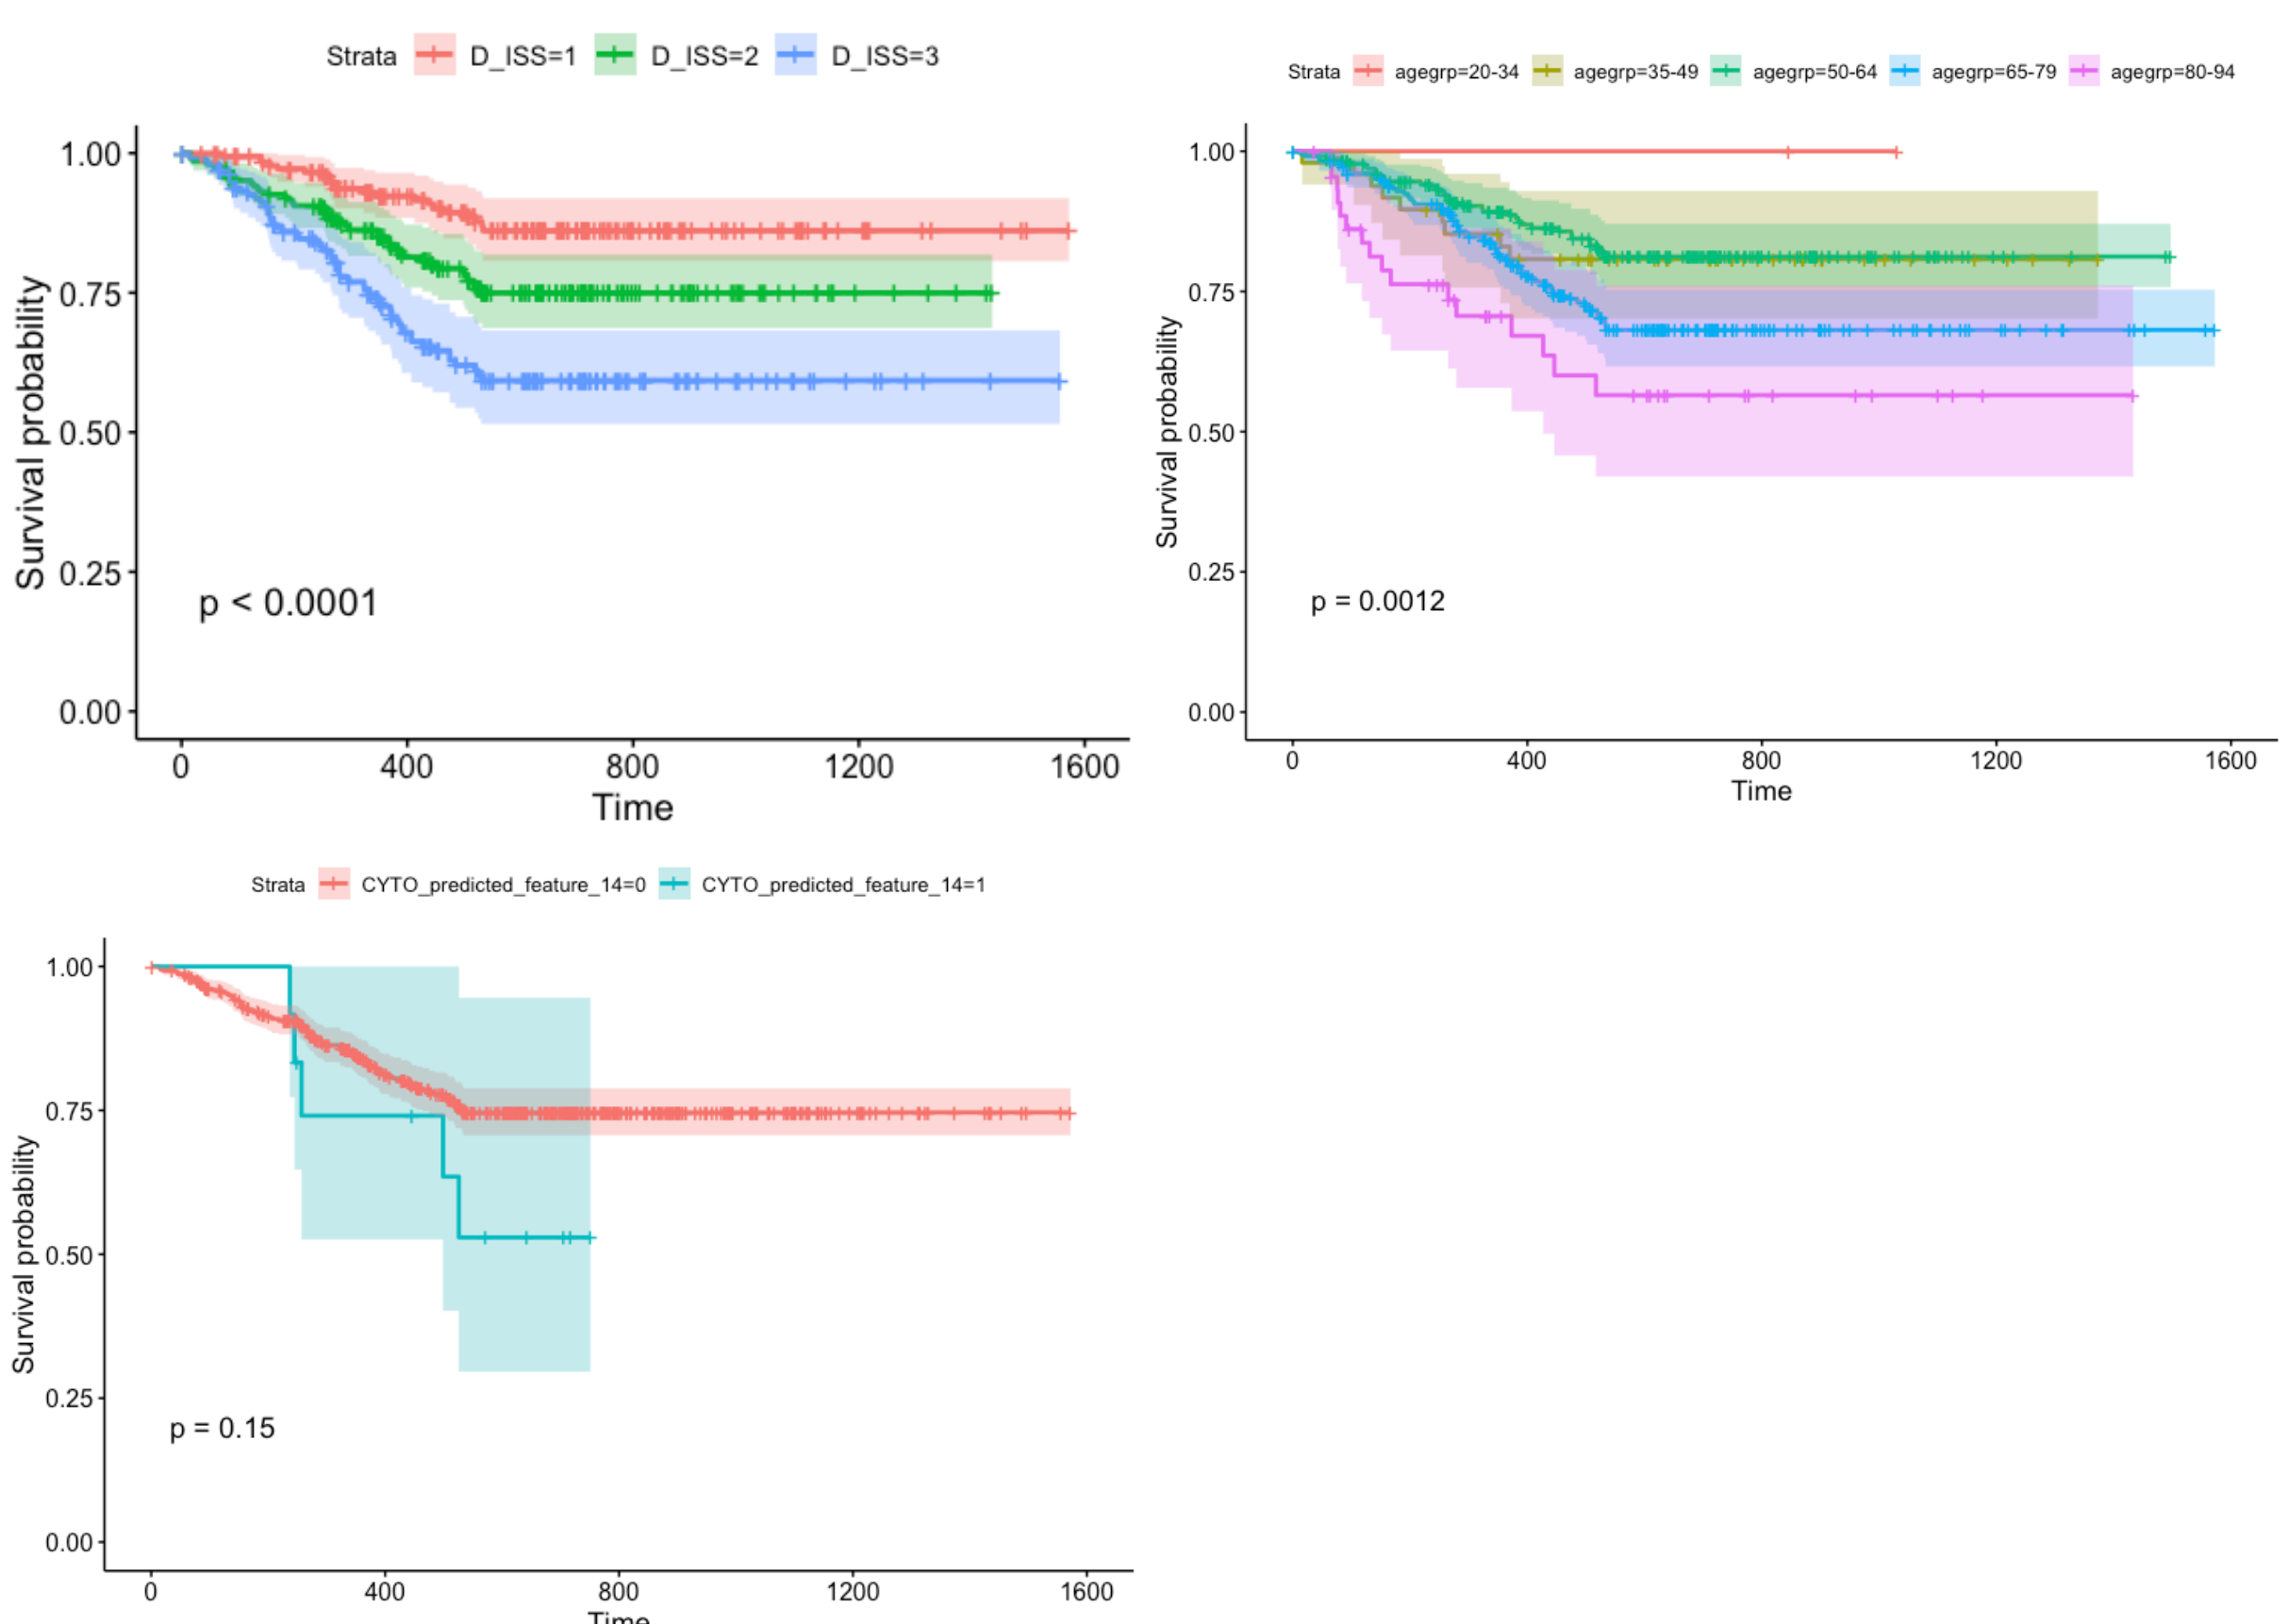 Strata D_ISS=1 D_ISS=2 D_ISS=3
Survival probability
1.00
0.75
0.50
0.25
0.00
p < 0.0001
0 400 800 1200 1600
Time
Strata agegrp=20-34 agegrp=35-49 agegrp=50-64 agegrp=65-79 agegrp=80-94
Survival probability
1.00
0.75
0.50
0.25
0.00
p = 0.0012
0 400 800 1200 1600
Time
Strata CYTO_predicted_feature_14=0 CYTO_predicted_feature_14=1
Survival probability
1.00
0.75
0.50
0.25
0.00
p = 0.15
0 400 800 1200 1600
Time